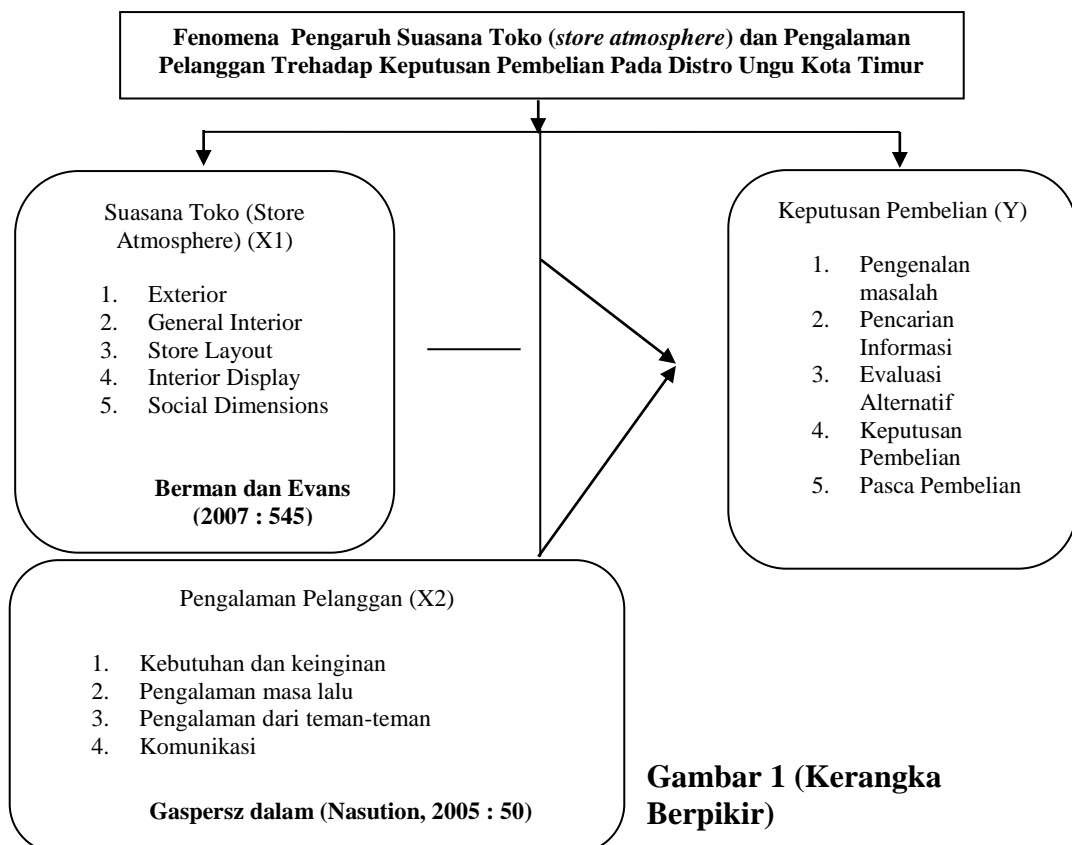 Fenomena Pengaruh Suasana Toko (store atmosphere) dan Pengalaman
Pelanggan Trehadap Keputusan Pembelian Pada Distro Ungu Kota Timur
Suasana Toko (Store
Atmosphere) (X1)
1. Exterior
2. General Interior
3. Store Layout
4. Interior Display
5. Social Dimensions
Berman dan Evans
(2007 : 545)
Keputusan Pembelian (Y)
1. Pengenalan
masalah
2. Pencarian
Informasi
3. Evaluasi
Alternatif
4. Keputusan
Pembelian
5. Pasca Pembelian
Pengalaman Pelanggan (X2)
1. Kebutuhan dan keinginan
2. Pengalaman masa lalu
3. Pengalaman dari teman-teman
4. Komunikasi
Gaspersz dalam (Nasution, 2005 : 50)
Gambar 1 (Kerangka
Berpikir)